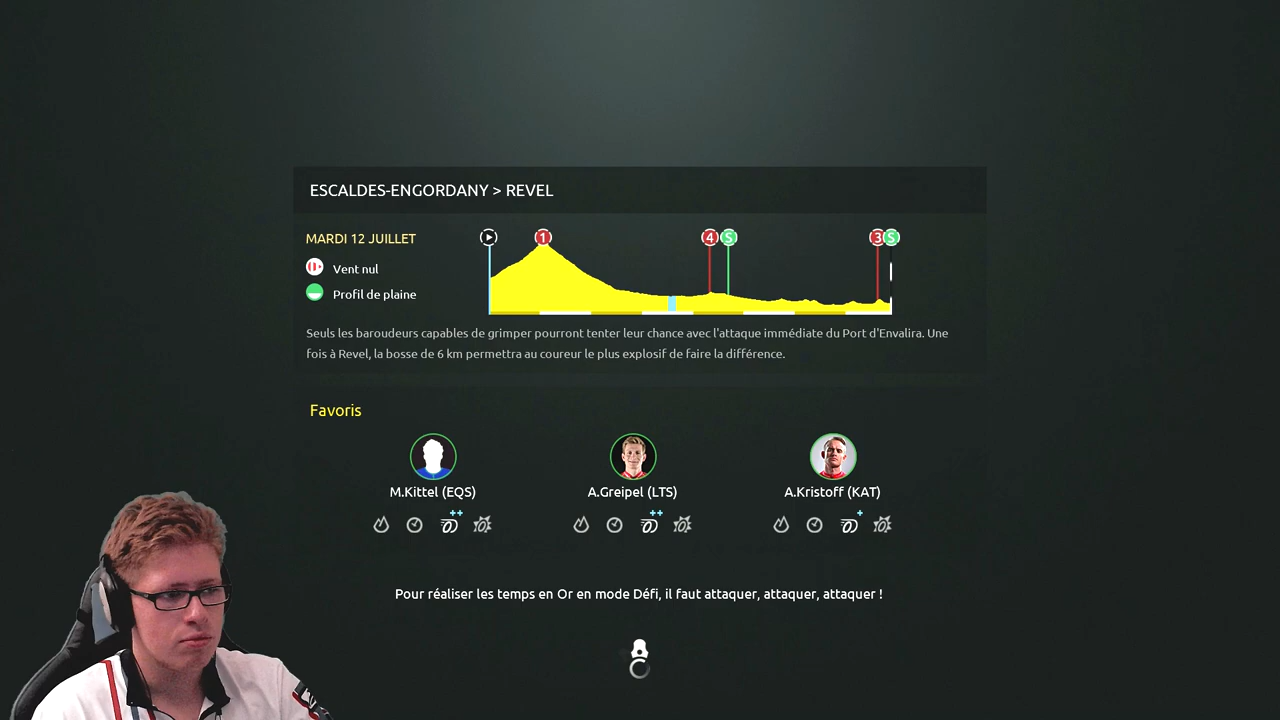 ESCALDES-ENGORDANY > REVEL
MARDI 12 JUILLET
1
4
S
3
S
Vent nul
Profil de plaine
Seuls les baroudeurs capables de grimper pourront tenter leur chance avec l'attaque immédiate du Port d'Envalira. Une
fois à Revel, la bosse de 6 km permettra au coureur le plus explosif de faire la différence.
Favoris
M.Kittel (EQS)
A.Greipel (LTS)
A.Kristoff (KAT)
++
++
+
Pour réaliser les temps en Or en mode Défi, il faut attaquer, attaquer, attaquer !